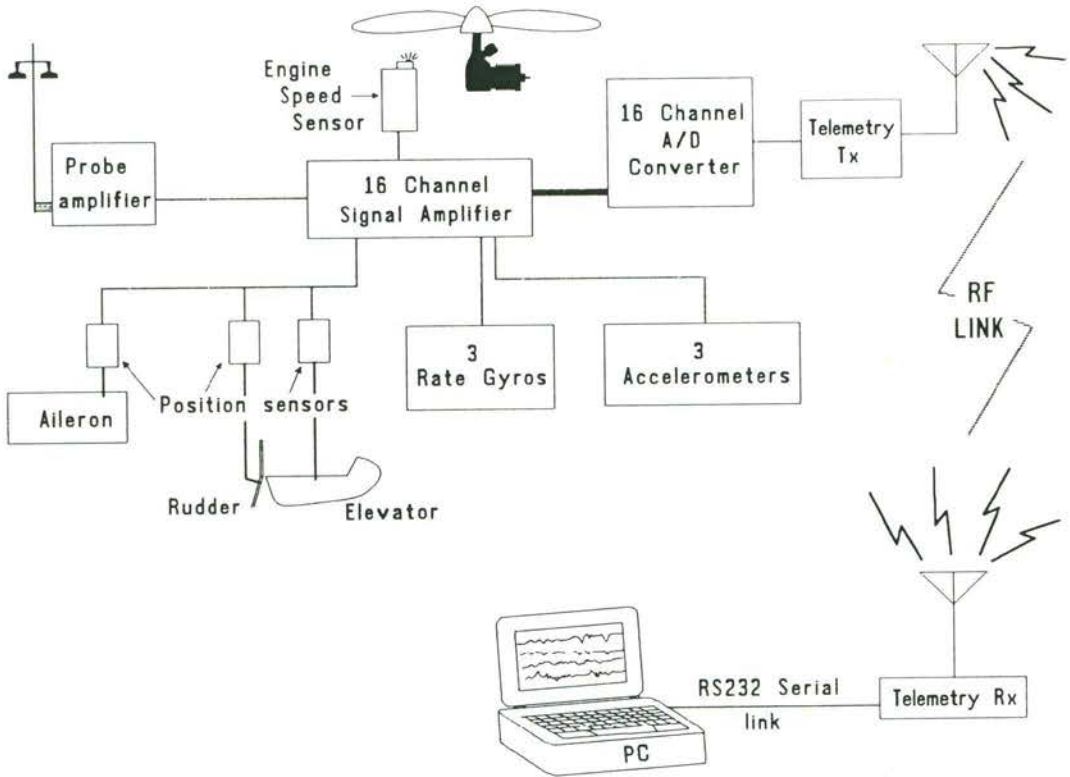 Engine
Speed
Sensor
Probe
amplifier
16 Channel
Signal Amplifier
16 Channel
A/D
Converter
Telemetry
Tx
RF
LINK
3
Rate Gyros
3
Accelerometers
Aileron
Position sensors
Rudder
Elevator
RS232 Serial
link
Telemetry Rx
PC